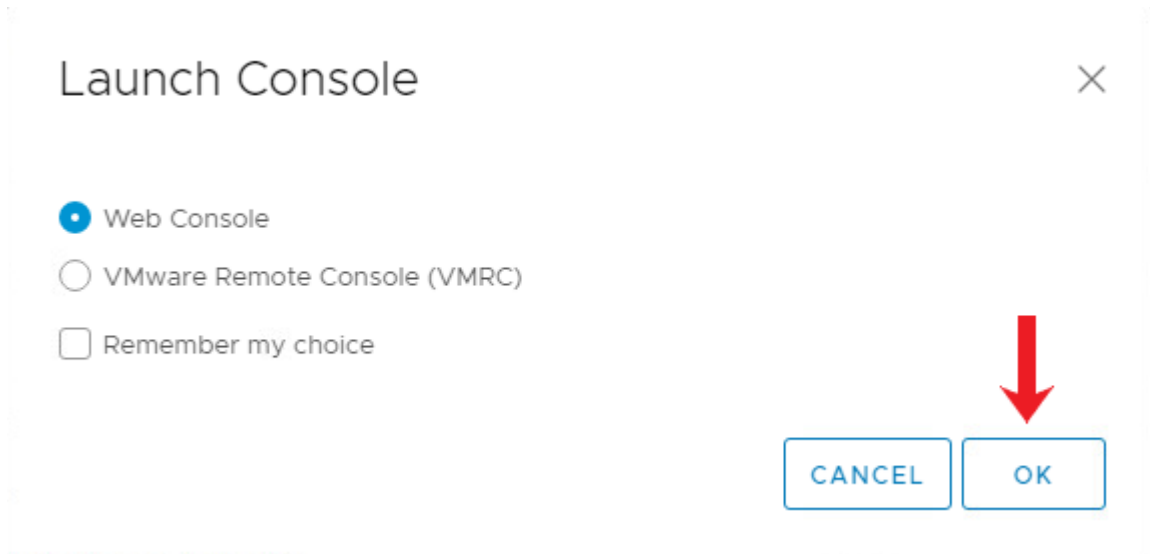 Launch Console
Web Console
VMware Remote Console (VMRC)
Remember my choice
CANCEL
OK